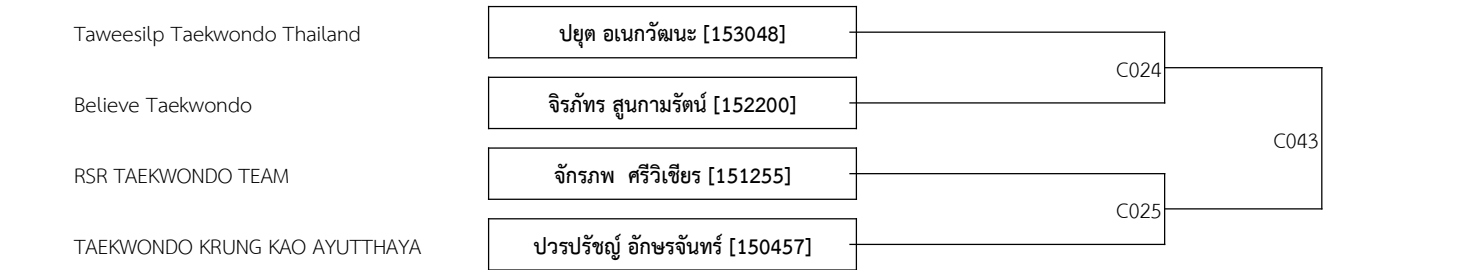 Taweesilp Taekwondo Thailand ปยุต อเนกวัฒนะ [153048]
C024
Believe Taekwondo จิรภัทร สูนกามรัตน์ [152200]
C043
RSR TAEKWONDO TEAM จักรภพ ศรีวิเชียร [151255]
C025
TAEKWONDO KRUNG KAO AYUTTHAYA ปวรปรัชญ์ อักษรจันทร์ [150457]